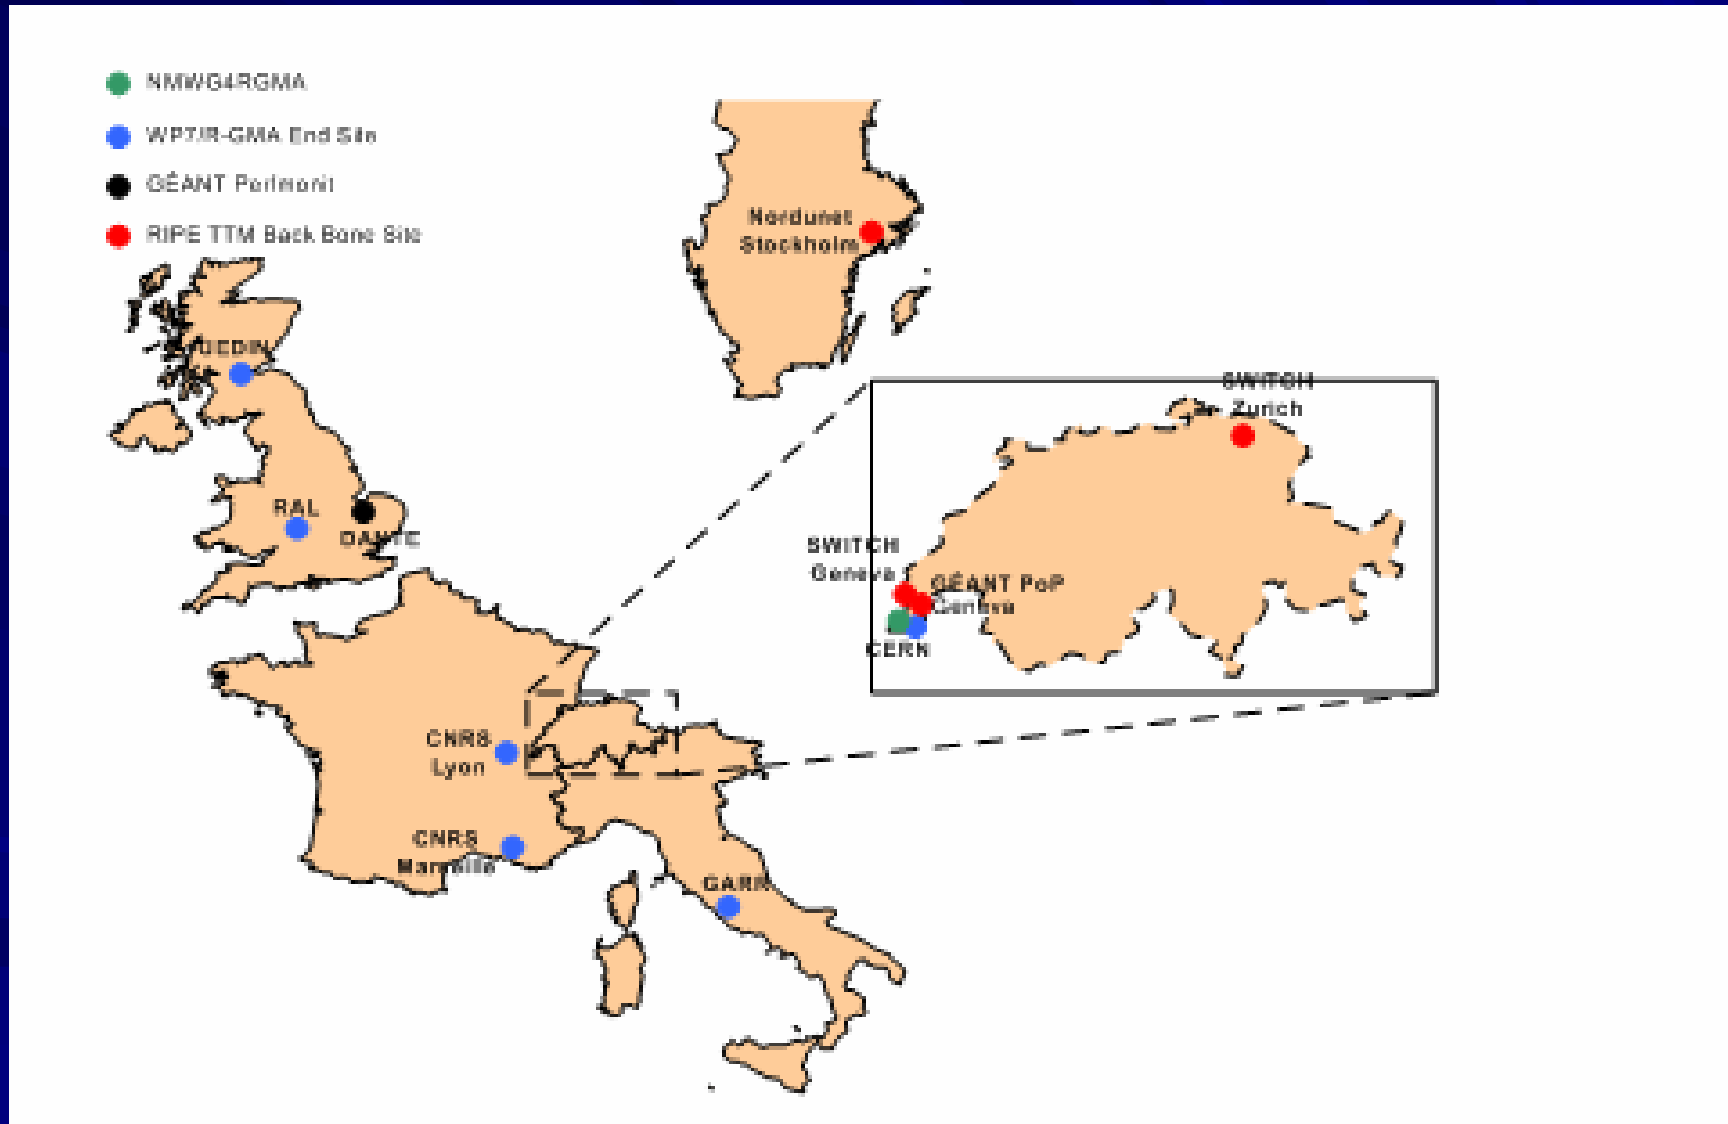 NMWG4RGMA
WP7/R-GMA End Site
GÉANT Perfmonit
RIPE TTM Back Bone Site
Nordunet
Stockholm
UEDIN
SWITCH
Zurich
RAL
DANTE
SWITCH
Geneva
GÉANT PoP
Geneva
CERN
CNRS
Lyon
CNRS
Marseille
GARR